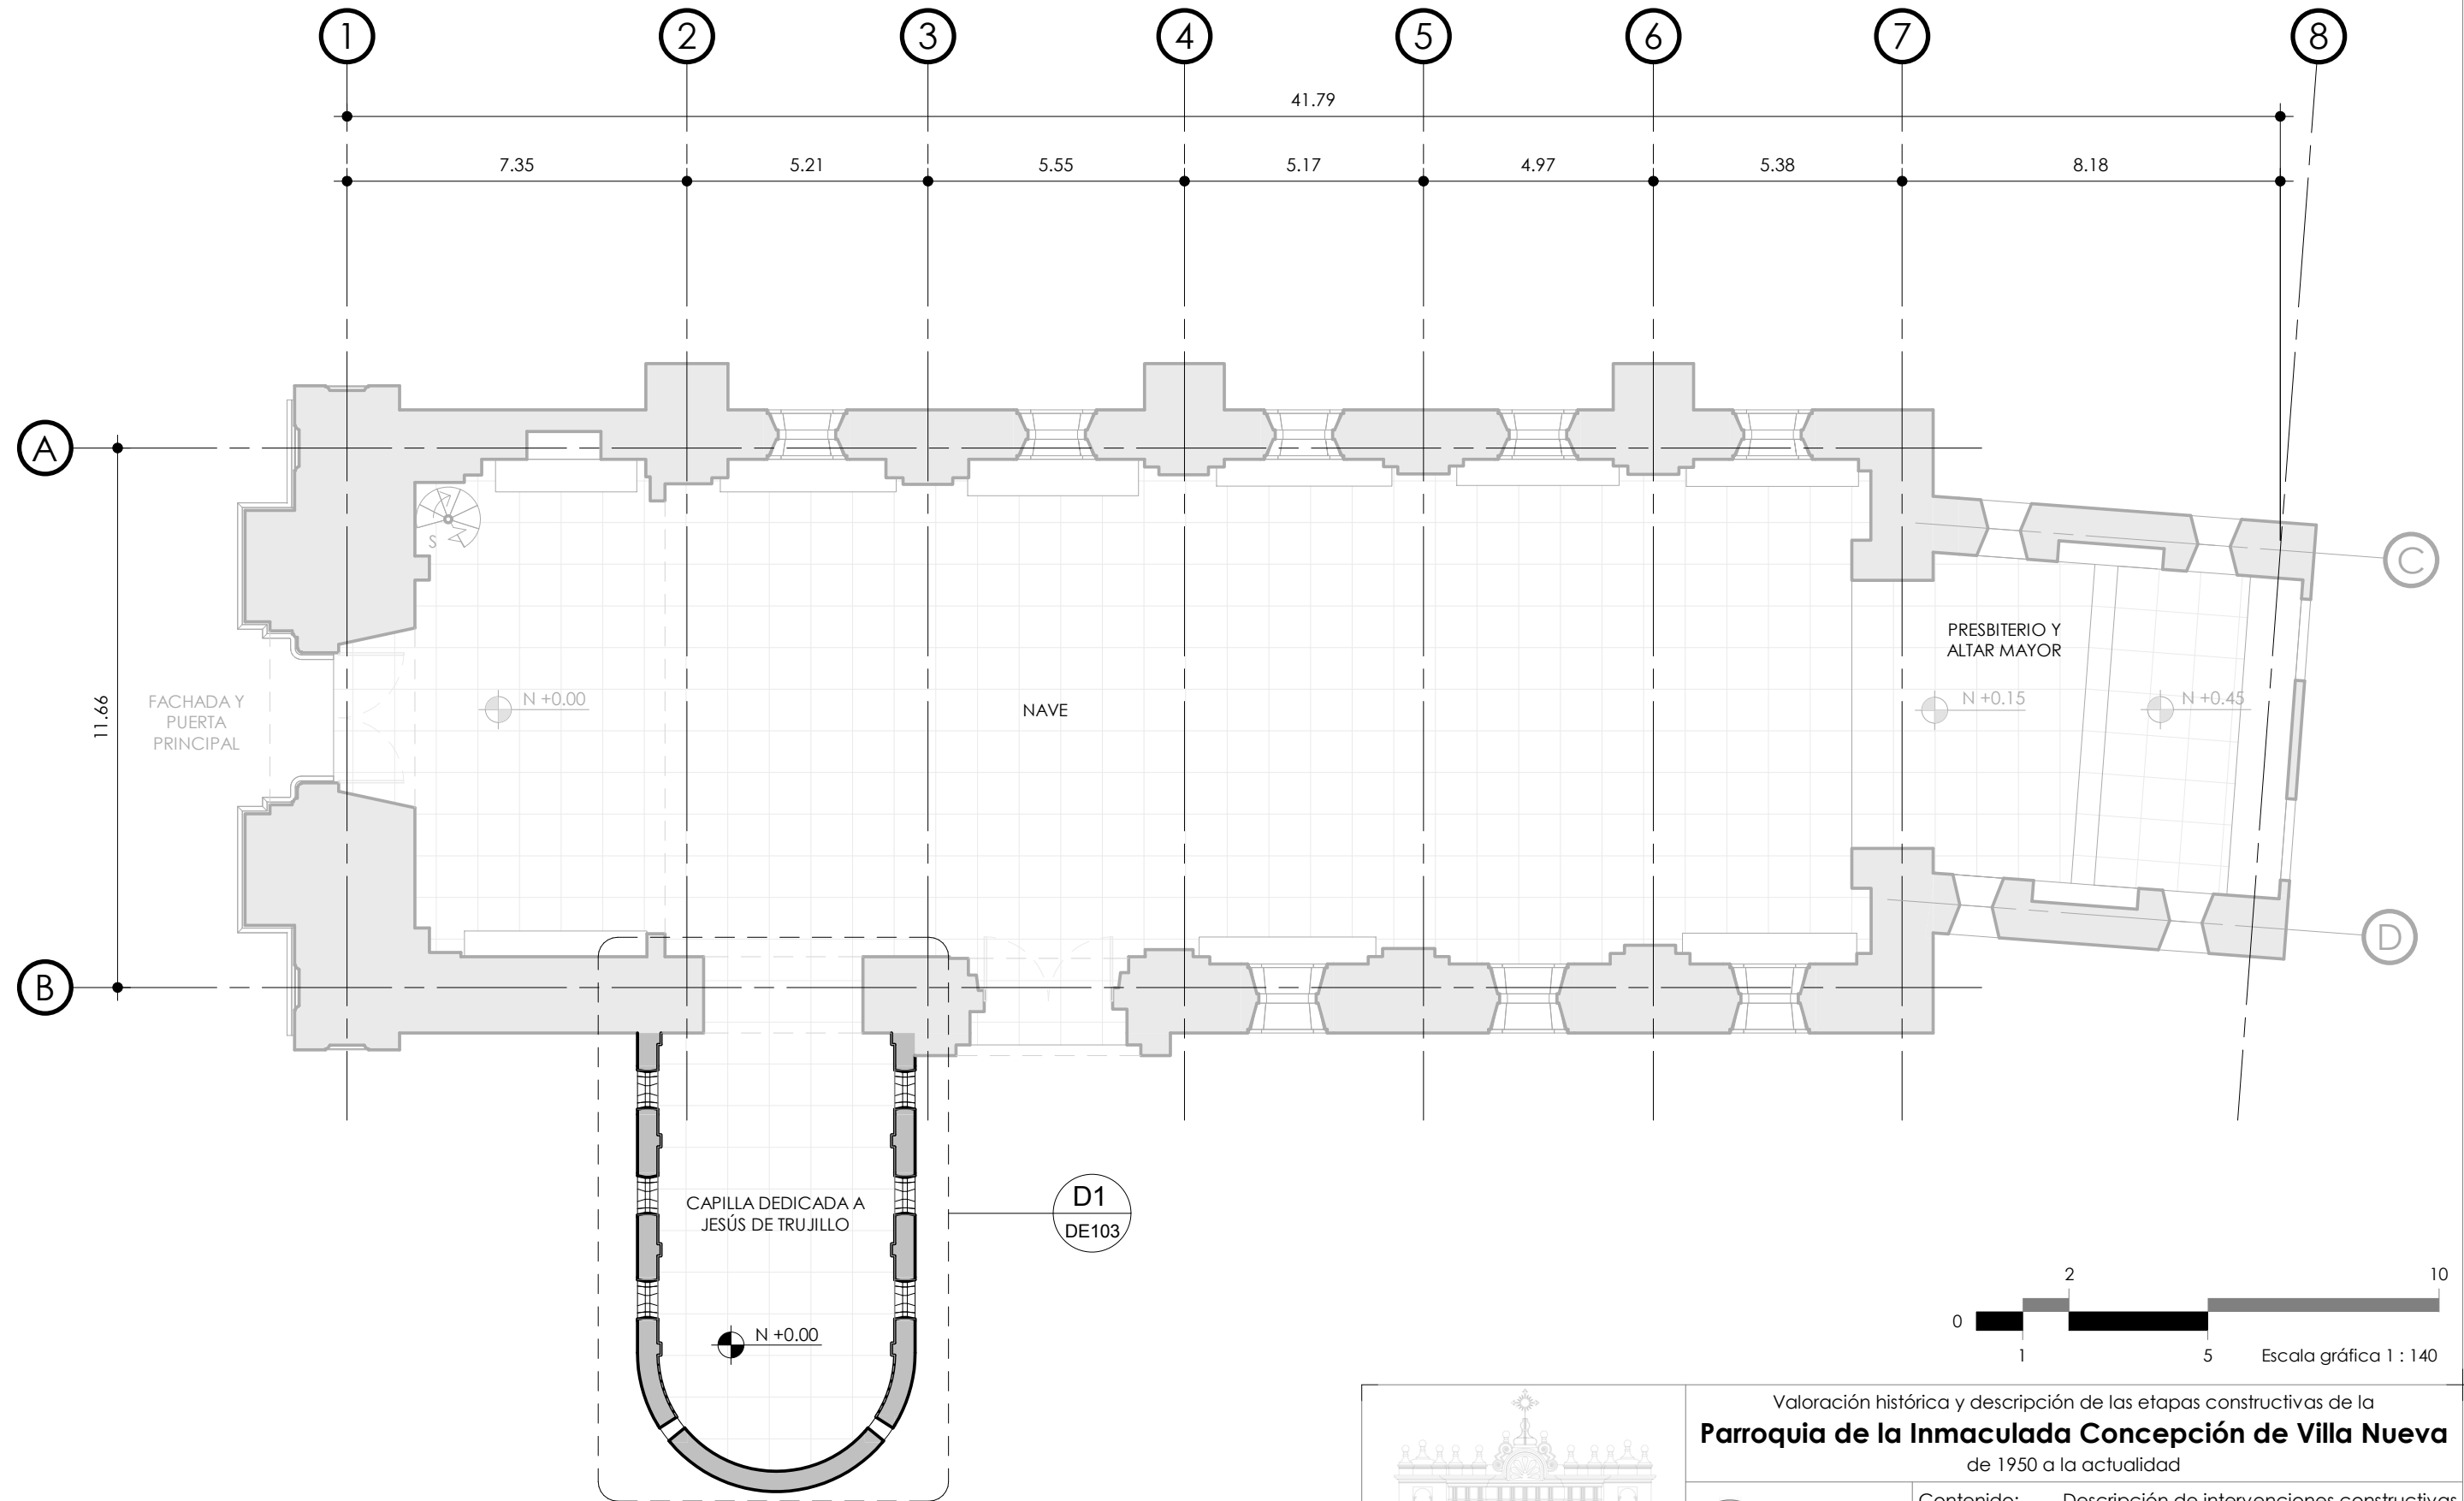 1 2 3 4 5 6 7 8
41.79
7.35 5.21 5.55 5.17 4.97 5.38 8.18
A
S
C
PRESBITERIO Y
ALTAR MAYOR
FACHADA Y
PUERTA
PRINCIPAL
11.66
N +0.00
NAVE
N +0.15
N +0.45
D
B
CAPILLA DEDICADA A
JESÚS DE TRUJILLO
D1
DE103
N +0.00
2 10
0
1 5 Escala gráfica 1 : 140
Valoración histórica y descripción de las etapas constructivas de la
Parroquia de la Inmaculada Concepción de Villa Nueva
de 1950 a la actualidad
Contenido: Descripción de intervenciones constructivas